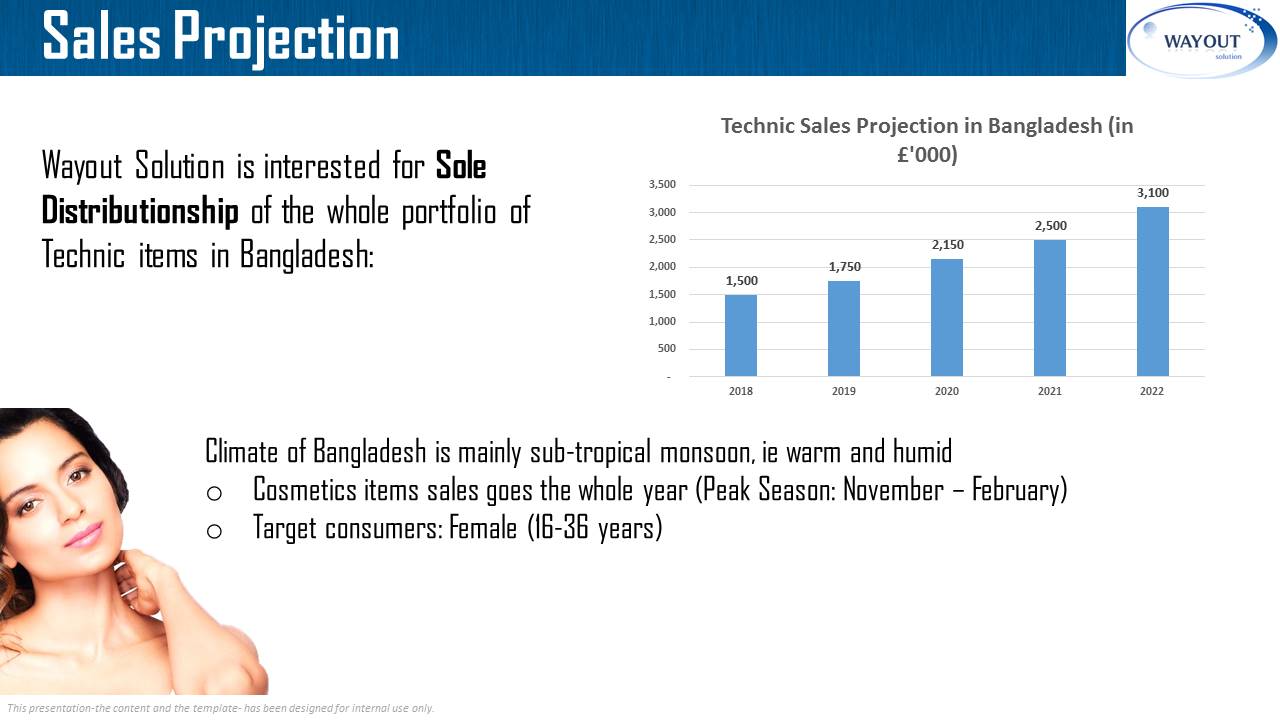 Sales Projection
WAYOUT
solution
Wayout Solution is interested for Sole
Distributionship of the whole portfolio of
Technic items in Bangladesh:
Technic Sales Projection in Bangladesh (in
£'000)
3,500
3,000
2,500
2,000
1,500
1,000
500
-
1,500
1,750
2,150
2,500
3,100
2018
2019
2020
2021
2022
Climate of Bangladesh is mainly sub-tropical monsoon, ie warm and humid
o Cosmetics items sales goes the whole year (Peak Season: November – February)
o Target consumers: Female (16-36 years)
This presentation-the content and the template- has been designed for internal use only.